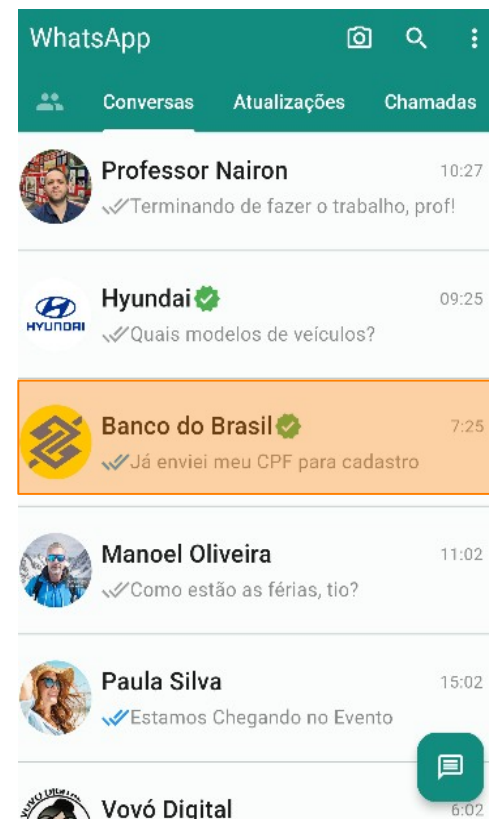 WhatsApp
Conversas Atualizações Chamadas
Professor Nairon 10:27
Terminando de fazer o trabalho, prof!
HYUNDAI
Hyundai 09:25
Quais modelos de veículos?
Banco do Brasil 7:25
Já enviei meu CPF para cadastro
Manoel Oliveira 11:02
Como estão as férias, tio?
Paula Silva 15:02
Estamos Chegando no Evento
VOVÓ DIGITAL
Vovó Digital 6:02